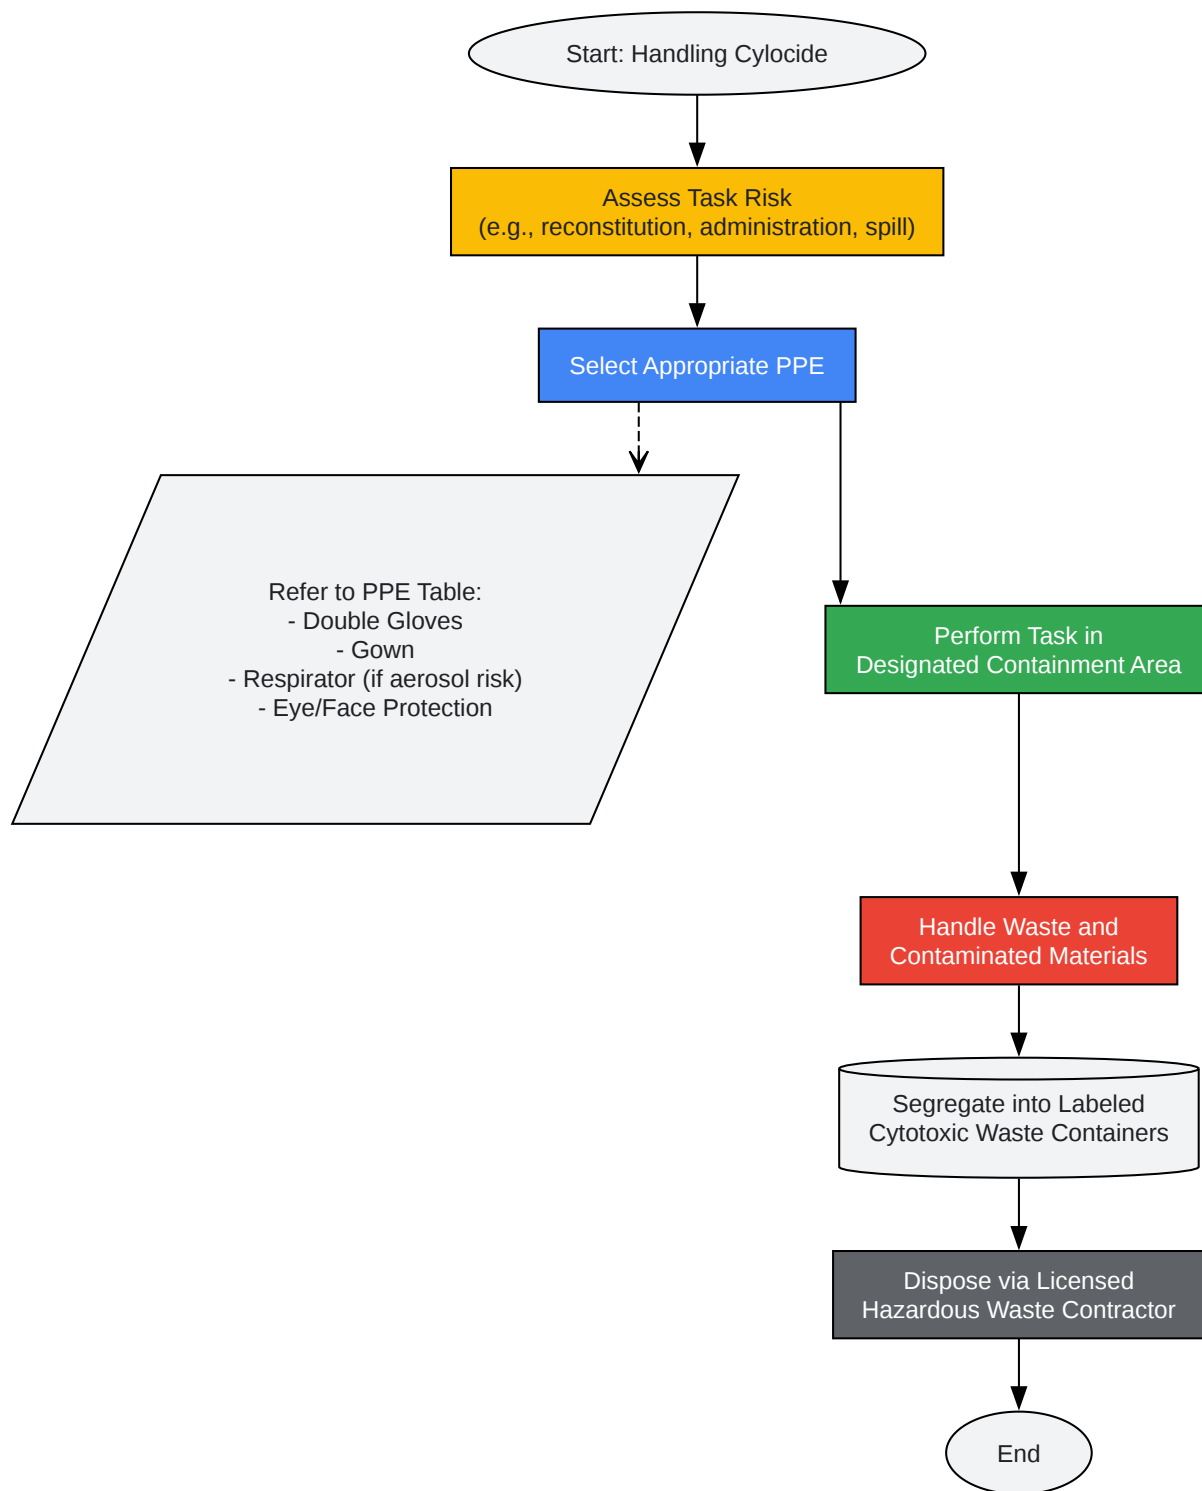 Start: Handling Cylocide
Assess Task Risk
(e.g., reconstitution, administration, spill)
Select Appropriate PPE
Refer to PPE Table:
- Double Gloves
- Gown
- Respirator (if aerosol risk)
- Eye/Face Protection
Perform Task in
Designated Containment Area
Handle Waste and
Contaminated Materials
Segregate into Labeled
Cytotoxic Waste Containers
Dispose via Licensed
Hazardous Waste Contractor
End